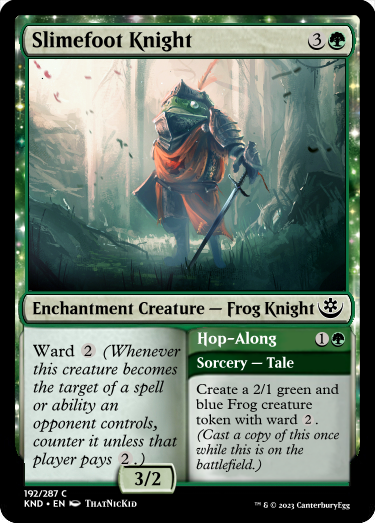 Slimefoot Knight 3
Enchantment Creature — Frog Knight
Ward 2 (Whenever
this creature becomes
the target of a spell
or ability an
opponent controls,
counter it unless that
player pays 2.)
3/2
Hop-Along 1
Sorcery — Tale
Create a 2/1 green and
blue Frog creature
token with ward 2.
(Cast a copy of this once
while this is on the
battlefield.)
192/287 C
KND • EN ThatNicKid
™ & © 2023 CanterburyEgg